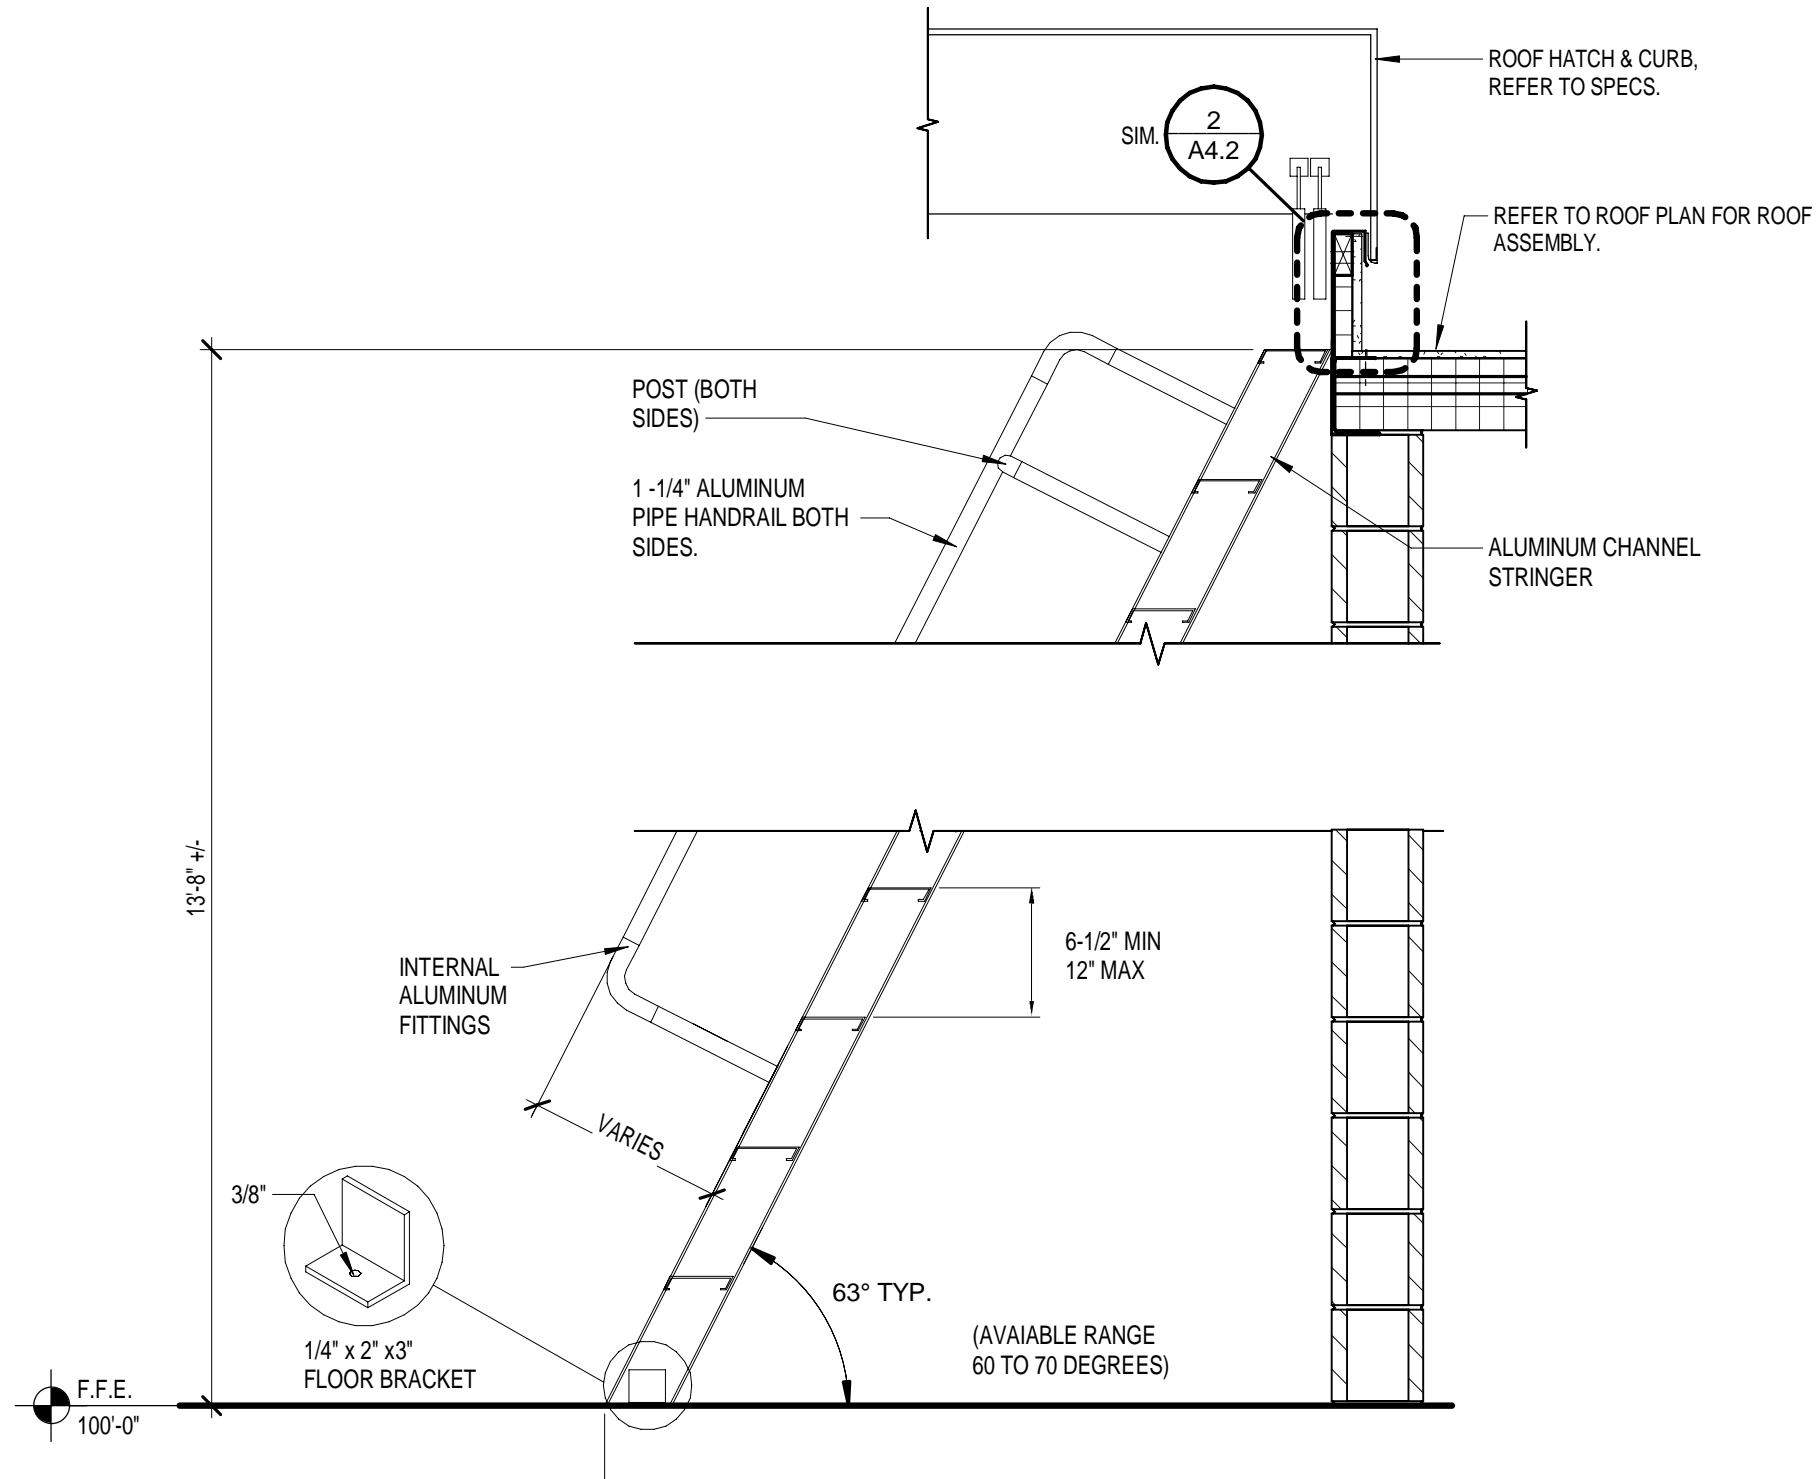 ROOF HATCH & CURB,
REFER TO SPECS.
SIM.
2
A4.2
REFER TO ROOF PLAN FOR ROOF
ASSEMBLY.
POST (BOTH
SIDES)
1 -1/4" ALUMINUM
PIPE HANDRAIL BOTH
SIDES.
ALUMINUM CHANNEL
STRINGER
13'-8" +/-
6-1/2" MIN
12" MAX
INTERNAL
ALUMINUM
FITTINGS
VARIES
3/8"
63° TYP.
(AVAIABLE RANGE
60 TO 70 DEGREES)
1/4" x 2" x3"
FLOOR BRACKET
F.F.E.
100'-0"